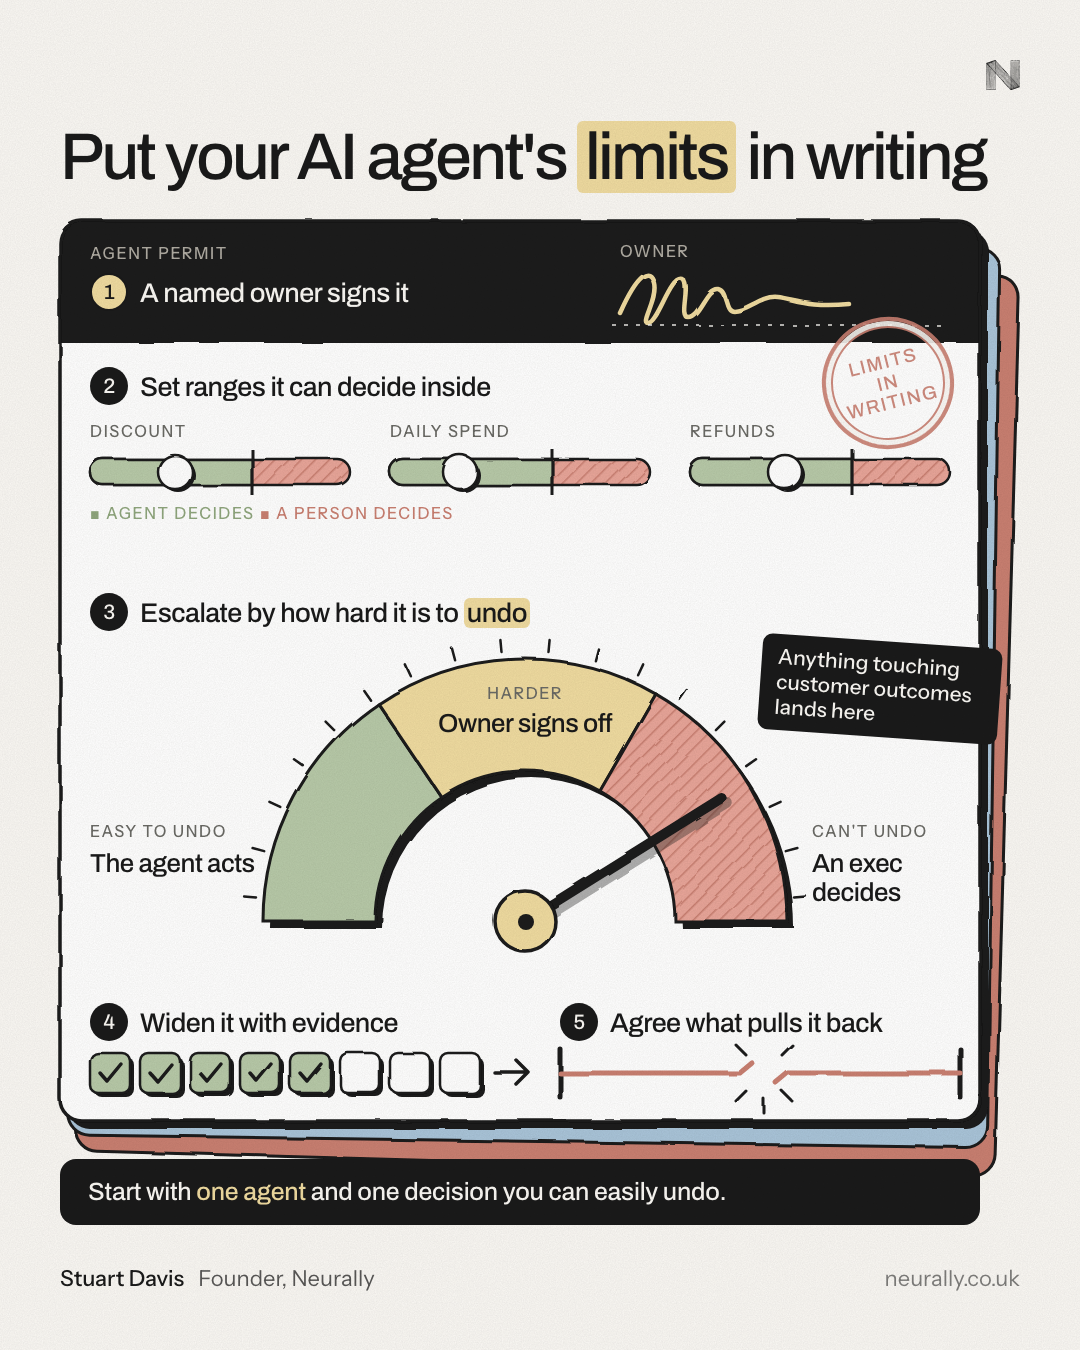 N
Put your AI agent's limits in writing
AGENT PERMIT
1 A named owner signs it
OWNER
LIMITS
IN
WRITING
2 Set ranges it can decide inside
DISCOUNT
DAILY SPEND
REFUNDS
AGENT DECIDES A PERSON DECIDES
3 Escalate by how hard it is to undo
Anything touching
customer outcomes
lands here
HARDER
Owner signs off
EASY TO UNDO
The agent acts
CAN'T UNDO
An exec
decides
4 Widen it with evidence
5 Agree what pulls it back
Start with one agent and one decision you can easily undo.
Stuart Davis Founder, Neurally
neurally.co.uk